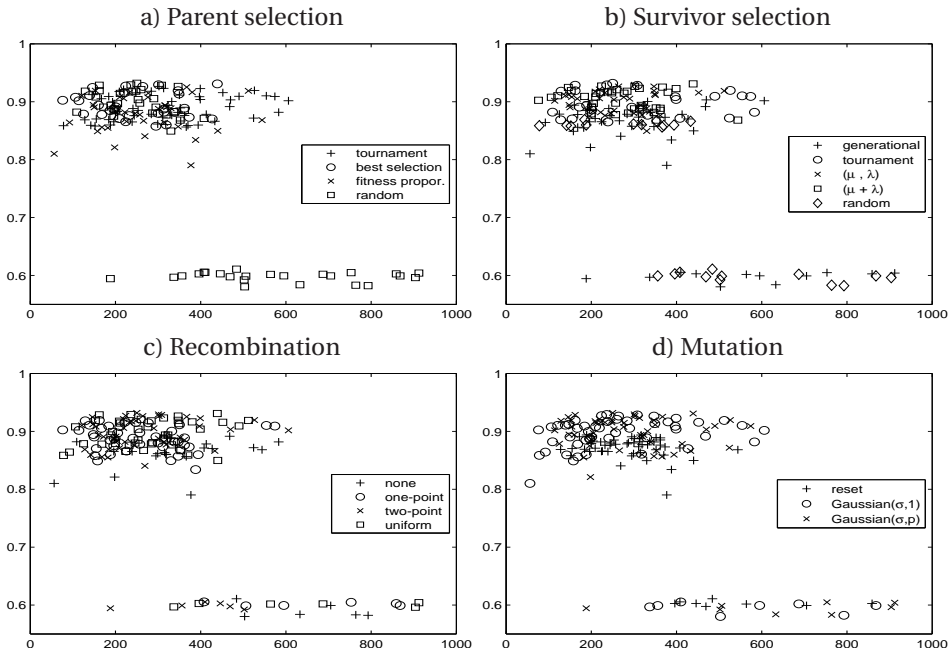 a) Parent selection
1
0.9
0.8
0.7
0.6
0 200 400 600 800 1000
tournament
best selection
fitness propor.
random
b) Survivor selection
1
0.9
0.8
0.7
0.6
0 200 400 600 800 1000
generational
tournament
(μ , λ)
(μ + λ)
random
c) Recombination
1
0.9
0.8
0.7
0.6
0 200 400 600 800 1000
none
one-point
two-point
uniform
d) Mutation
1
0.9
0.8
0.7
0.6
0 200 400 600 800 1000
reset
Gaussian(σ,1)
Gaussian(σ,p)